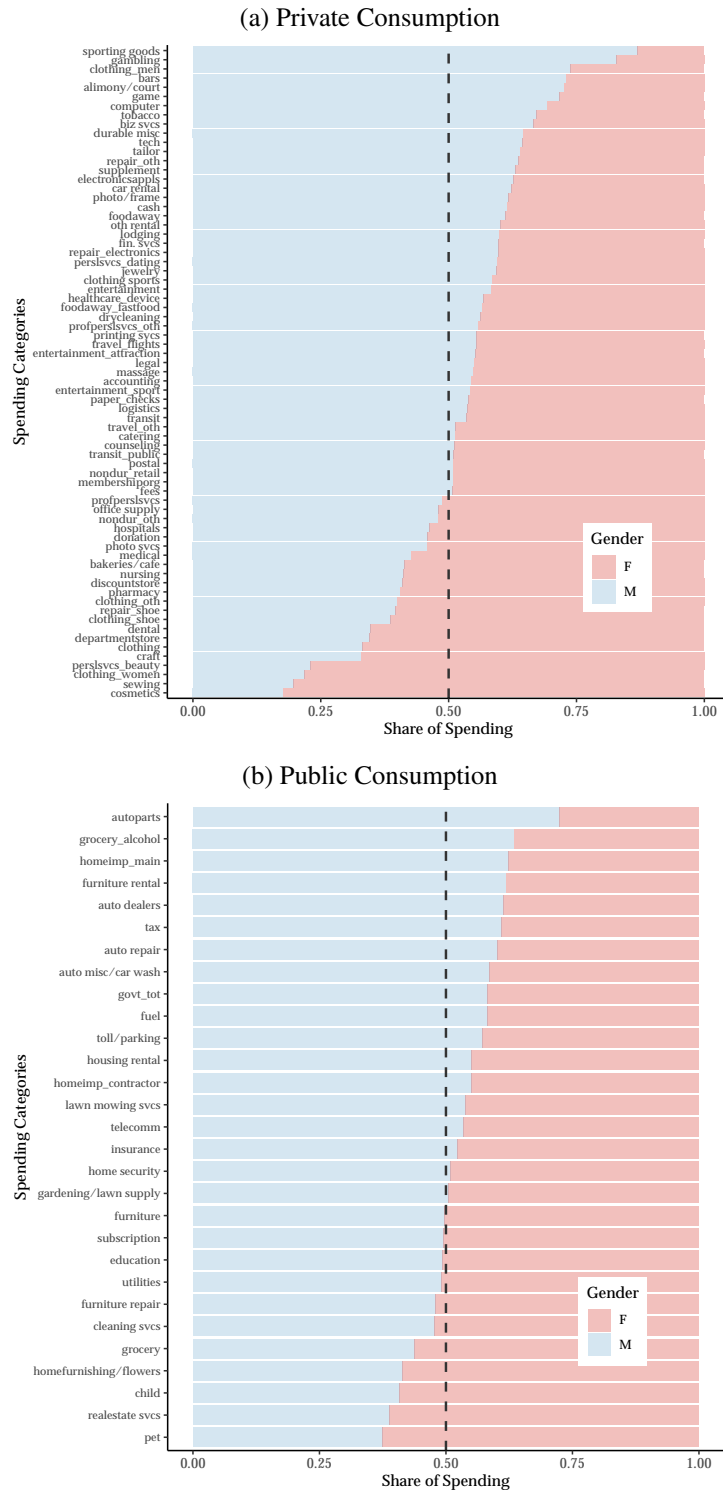 (a) Private Consumption
Spending Categories
sporting goods
gambling
clothing_men
bars
alimony/court
game
computer
tobacco
biz svcs
durable misc
tech
tailor
repair_oth
supplement
electronicsappls
car rental
photo/frame
cash
foodaway
oth rental
lodging
fin. svcs
repair_electronics
perslsvcs_dating
jewelry
clothing sports
entertainment
healthcare_device
foodaway_fastfood
drycleaning
profperslsvcs_oth
printing svcs
travel_flights
entertainment_attraction
legal
massage
accounting
entertainment_sport
paper_checks
logistics
transit
travel_oth
catering
counseling
transit_public
postal
nondur_retail
membershiporg
fees
profperslsvcs
office supply
nondur_oth
hospitals
donation
photo svcs
medical
bakeries/cafe
nursing
discountstore
pharmacy
clothing_oth
repair_shoe
clothing_shoe
dental
departmentstore
clothing
craft
perslsvcs_beauty
clothing_women
sewing
cosmetics
Gender
F
M
0.00 0.25 0.50 0.75 1.00
Share of Spending
(b) Public Consumption
Spending Categories
autoparts
grocery_alcohol
homeimp_main
furniture rental
auto dealers
tax
auto repair
auto misc/car wash
govt_tot
fuel
toll/parking
housing rental
homeimp_contractor
lawn mowing svcs
telecomm
insurance
home security
gardening/lawn supply
furniture
subscription
education
utilities
furniture repair
cleaning svcs
grocery
homefurnishing/flowers
child
realestate svcs
pet
Gender
F
M
0.00 0.25 0.50 0.75 1.00
Share of Spending